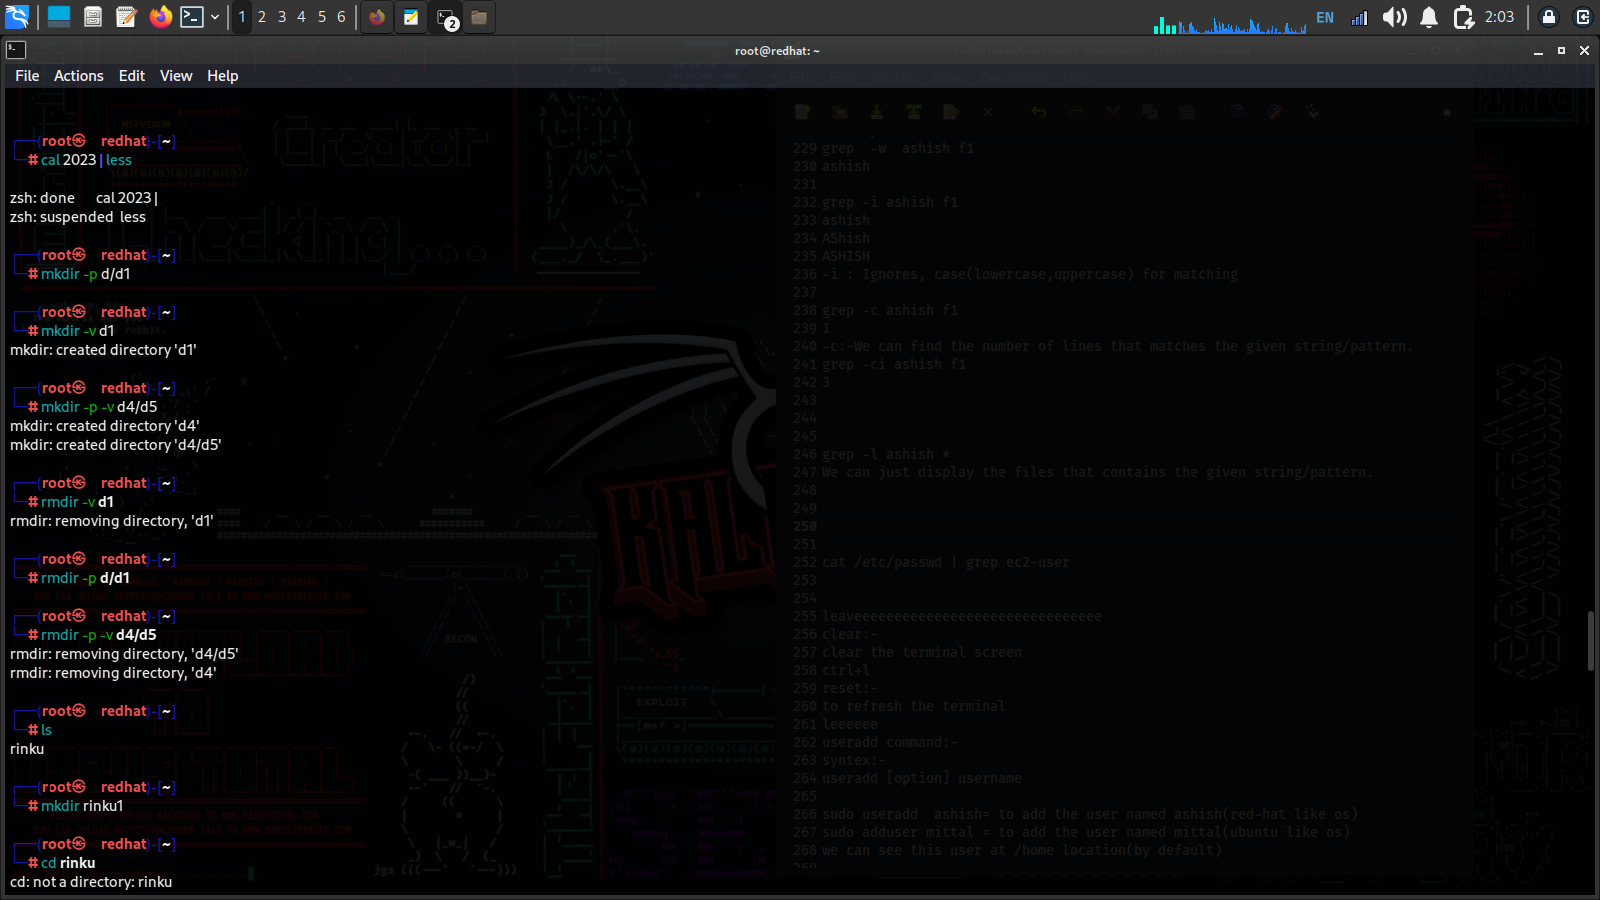 1 2 3 4 5 6
2
EN
2:03
root@redhat: ~
File Actions Edit View Help
┌──(root㉿ redhat)-[~]
└─# cal 2023 | less
zsh: done cal 2023 |
zsh: suspended less
┌──(root㉿ redhat)-[~]
└─# mkdir -p d/d1
┌──(root㉿ redhat)-[~]
└─# mkdir -v d1
mkdir: created directory 'd1'
┌──(root㉿ redhat)-[~]
└─# mkdir -p -v d4/d5
mkdir: created directory 'd4'
mkdir: created directory 'd4/d5'
┌──(root㉿ redhat)-[~]
└─# rmdir -v d1
rmdir: removing directory, 'd1'
┌──(root㉿ redhat)-[~]
└─# rmdir -p d/d1
┌──(root㉿ redhat)-[~]
└─# rmdir -p -v d4/d5
rmdir: removing directory, 'd4/d5'
rmdir: removing directory, 'd4'
┌──(root㉿ redhat)-[~]
└─# ls
rinku
┌──(root㉿ redhat)-[~]
└─# mkdir rinku1
┌──(root㉿ redhat)-[~]
└─# cd rinku
cd: not a directory: rinku
229 grep -w ashish f1
230 ashish
231
232 grep -i ashish f1
233 ashish
234 AShish
235 ASHISH
236 -i : Ignores, case(lowercase,uppercase) for matching
237
238 grep -c ashish f1
239 1
240 -c:-We can find the number of lines that matches the given string/pattern.
241 grep -ci ashish f1
242 3
243
244
245
246 grep -l ashish *
247 We can just display the files that contains the given string/pattern.
248
249
250
251
252 cat /etc/passwd | grep ec2-user
253
254
255 leaveeeeeeeeeeeeeeeeeeeeeeeeeeeeeee
256 clear:-
257 clear the terminal screen
258 ctrl+l
259 reset:-
260 to refresh the terminal
261 leeeeee
262 useradd command:-
263 syntex:-
264 useradd [option] username
265
266 sudo useradd ashish= to add the user named ashish(red-hat like os)
267 sudo adduser mittal = to add the user named mittal(ubuntu like os)
268 we can see this user at /home location(by default)
RECON
EXPLOIT
[msf >]